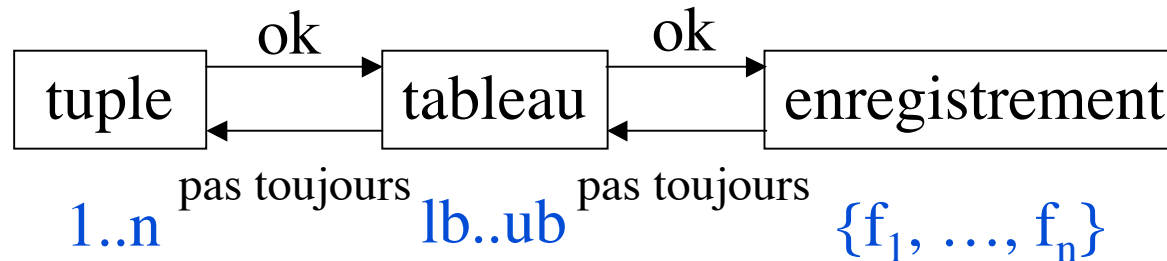 ok ok
tuple tableau enregistrement
pas toujours pas toujours
1..n lb..ub {f₁, …, fₙ}